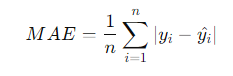 MAE = \frac{1}{n} \sum_{i=1}^{n} |y_i - \hat{y_i}|